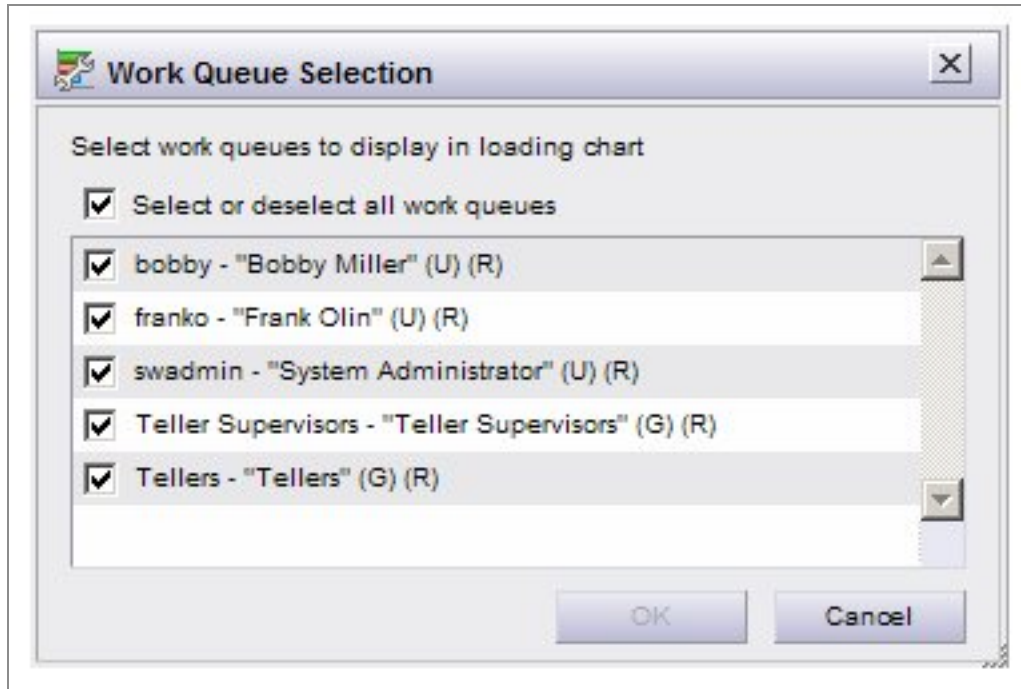 Work Queue Selection
Select work queues to display in loading chart
Select or deselect all work queues
bobby - "Bobby Miller" (U) (R)
franko - "Frank Olin" (U) (R)
swadmin - "System Administrator" (U) (R)
Teller Supervisors - "Teller Supervisors" (G) (R)
Tellers - "Tellers" (G) (R)
OK Cancel